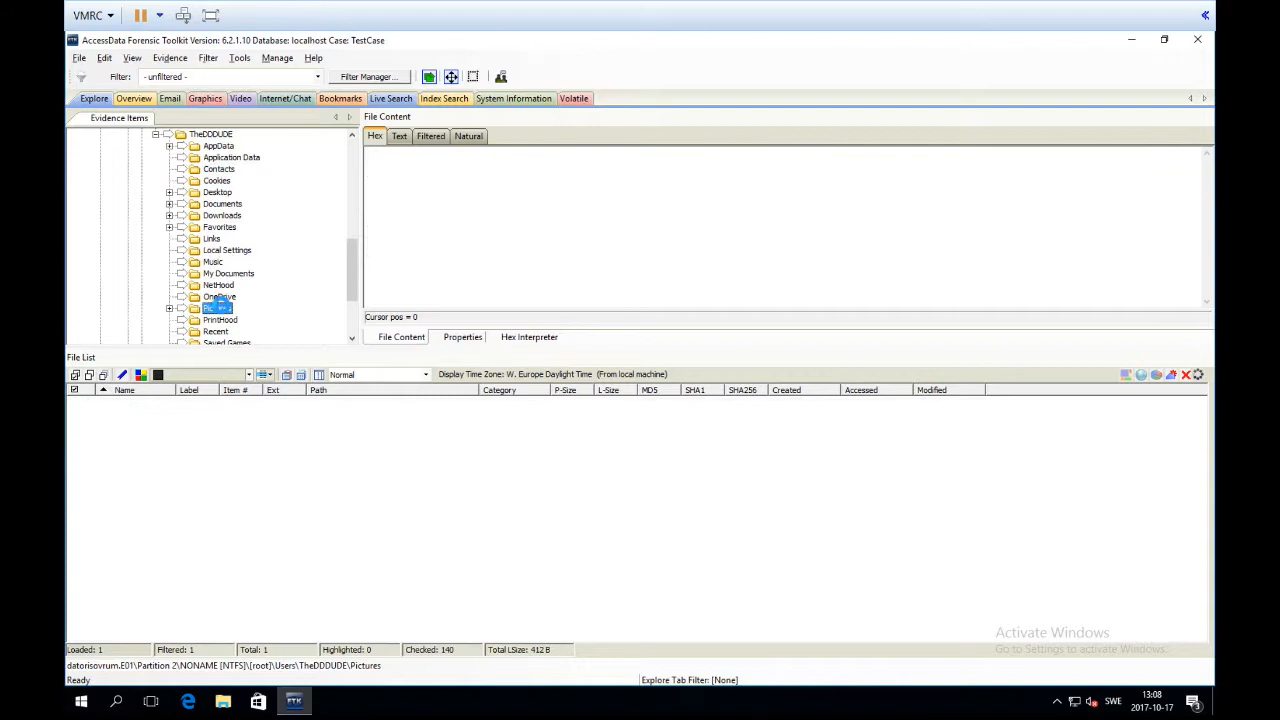 VMRC
AccessData Forensic Toolkit Version: 6.2.1.10 Database: localhost Case: TestCase
File Edit View Evidence Filter Tools Manage Help
Filter: - unfiltered - Filter Manager...
Explore Overview Email Graphics Video Internet/Chat Bookmarks Live Search Index Search System Information Volatile
Evidence Items
File Content
TheDDDUDE
Hex Text Filtered Natural
AppData
Application Data
Contacts
Cookies
Desktop
Documents
Downloads
Favorites
Links
Local Settings
Music
My Documents
NetHood
OneDrive
PrintHood
Recent
Saved Games
Cursor pos = 0
File Content Properties Hex Interpreter
File List
Normal Display Time Zone: W. Europe Daylight Time (From local machine)
Name Label Item # Ext Path Category P-Size L-Size MD5 SHA1 SHA256 Created Accessed Modified
Activate Windows
Go to Settings to activate Windows.
Loaded: 1 Filtered: 1 Total: 1 Highlighted: 0 Checked: 140 Total LSize: 412 B
datorisovrum.E01\Partition 2\NONAME [NTFS]\[root]\Users\TheDDDUDE\Pictures
Ready Explore Tab Filter: [None]
FTK SWE 13:08
2017-10-17 3